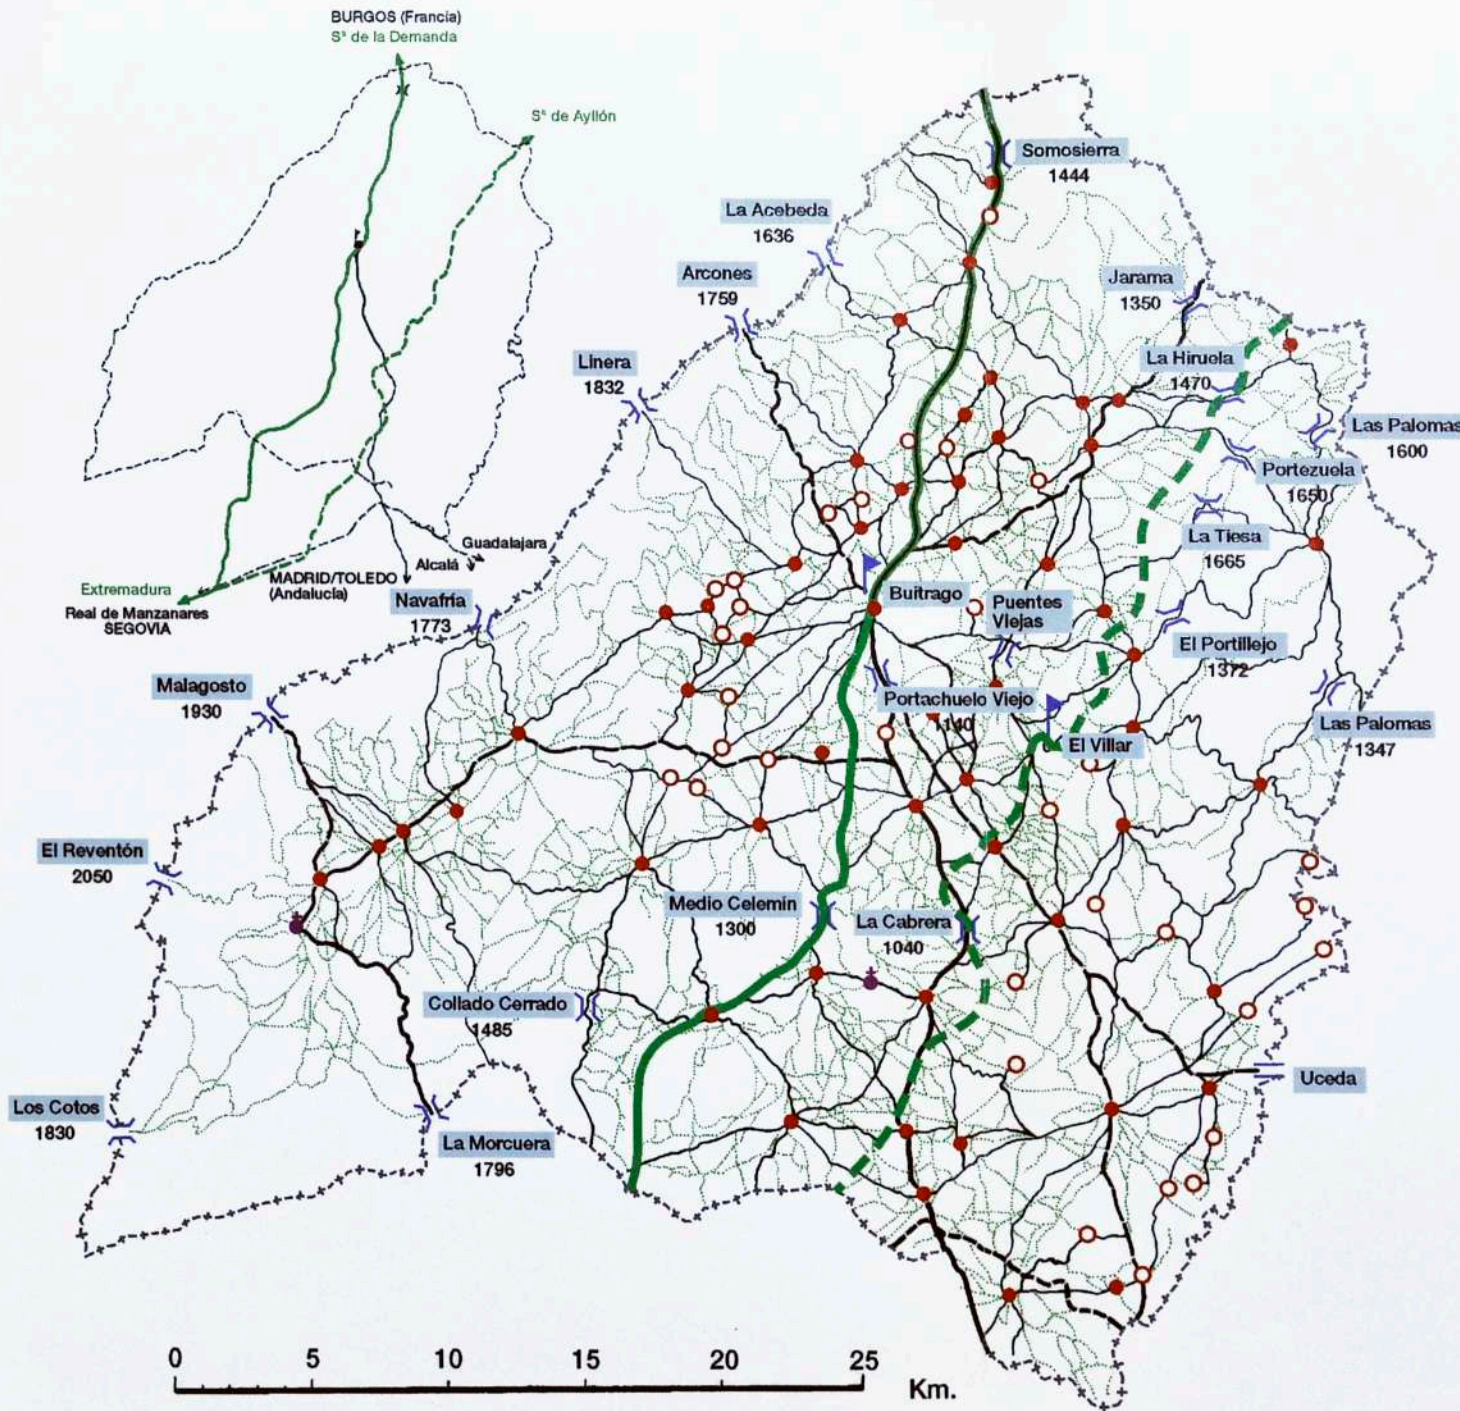 BURGOS (Francia)
Sª de la Demanda
Sª de Ayllón
Guadalajara
Alcalá
MADRID/TOLEDO
(Andalucía)
Extremadura
Real de Manzanares
SEGOVIA
Somosierra
1444
La Acebeda
1636
Arcones
1759
Jarama
1350
Linera
1832
La Hiruela
1470
Las Palomas
1600
Portezuela
1650
La Tiesa
1665
Navafría
1773
Buitrago
Puentes
Viejas
El Portillejo
1372
Malagosto
1930
Portachuelo Viejo
1140
Las Palomas
1347
El Villar
El Reventón
2050
Medio Celemín
1300
La Cabrera
1040
Collado Cerrado
1485
Uceda
Los Cotos
1830
La Morcuera
1796
0 5 10 15 20 25
Km.